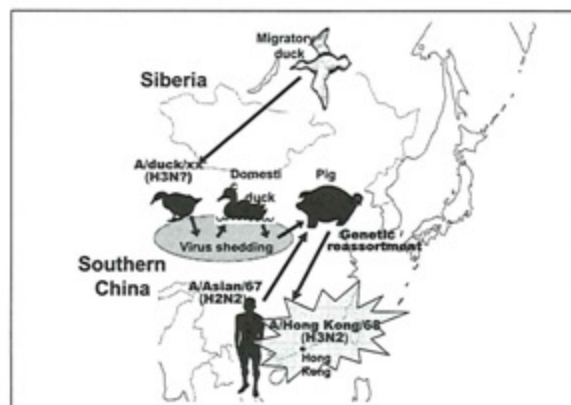 Migratory
duck
Siberia
A/duck/xx
(H3N?)
Domesti
c
duck
Pig
Virus shedding
Genetic
reassortment
Southern
China
A/Asian/67
(H2N2)
A/Hong Kong/68
(H3N2)
Hong
Kong